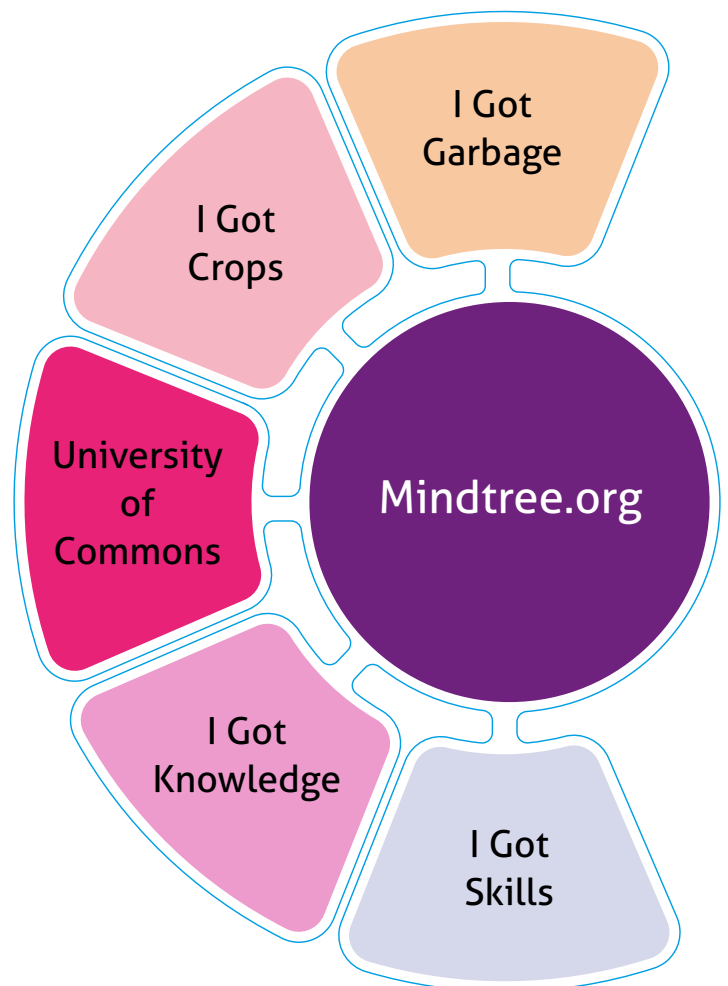 I Got
Garbage
I Got
Crops
University
of
Commons
Mindtree.org
I Got
Knowledge
I Got
Skills